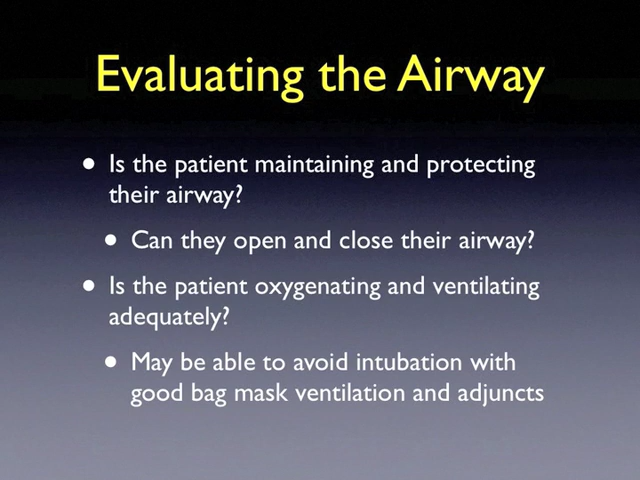 Evaluating the Airway
• Is the patient maintaining and protecting
their airway?
• Can they open and close their airway?
• Is the patient oxygenating and ventilating
adequately?
• May be able to avoid intubation with
good bag mask ventilation and adjuncts